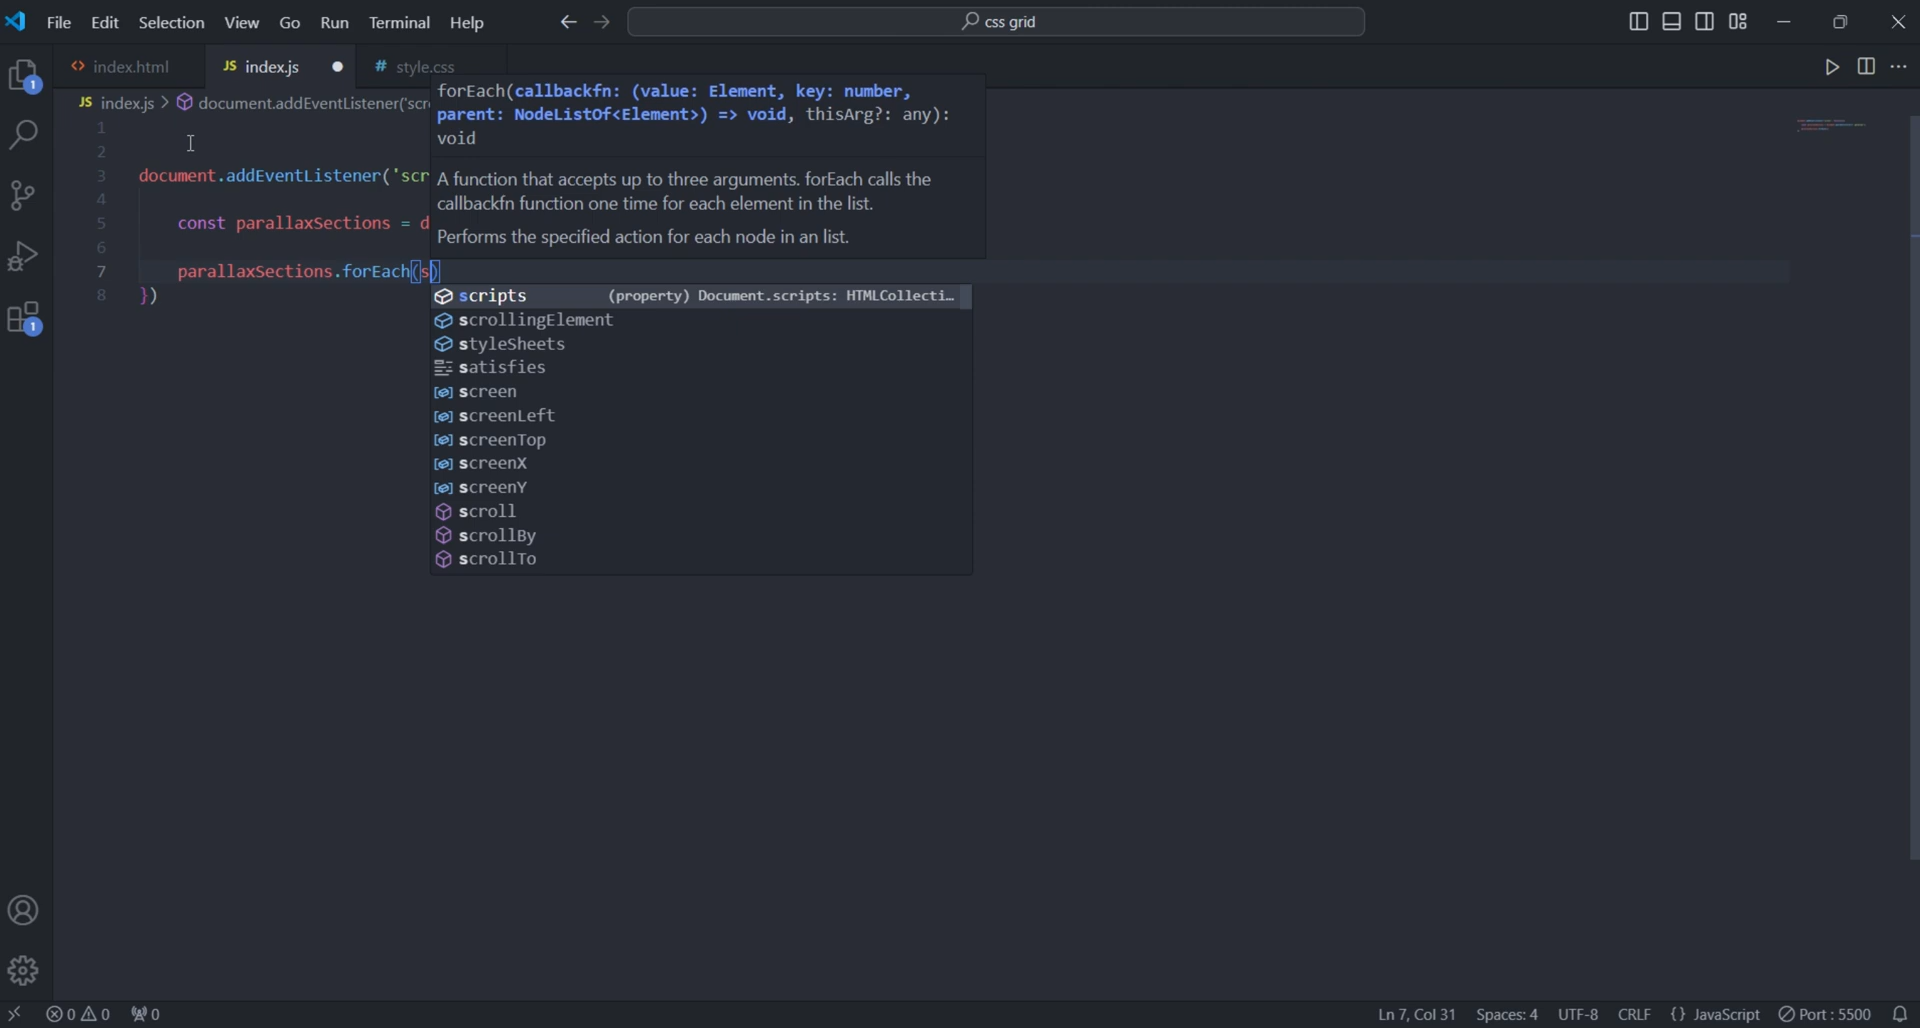 File Edit Selection View Go Run Terminal Help
css grid
<> index.html
JS index.js
# style.css
1
JS index.js > document.addEventListener('scr
forEach(callbackfn: (value: Element, key: number,
parent: NodeListOf<Element>) => void, thisArg?: any):
void
A function that accepts up to three arguments. forEach calls the
callbackfn function one time for each element in the list.
Performs the specified action for each node in an list.
1
2
3 document.addEventListener('scr
4
5 const parallaxSections = d
6
7 parallaxSections.forEach(s)
8 })
1
scripts (property) Document.scripts: HTMLCollecti…
scrollingElement
styleSheets
satisfies
screen
screenLeft
screenTop
screenX
screenY
scroll
scrollBy
scrollTo
0 0 0
Ln 7, Col 31 Spaces: 4 UTF-8 CRLF {} JavaScript Port : 5500